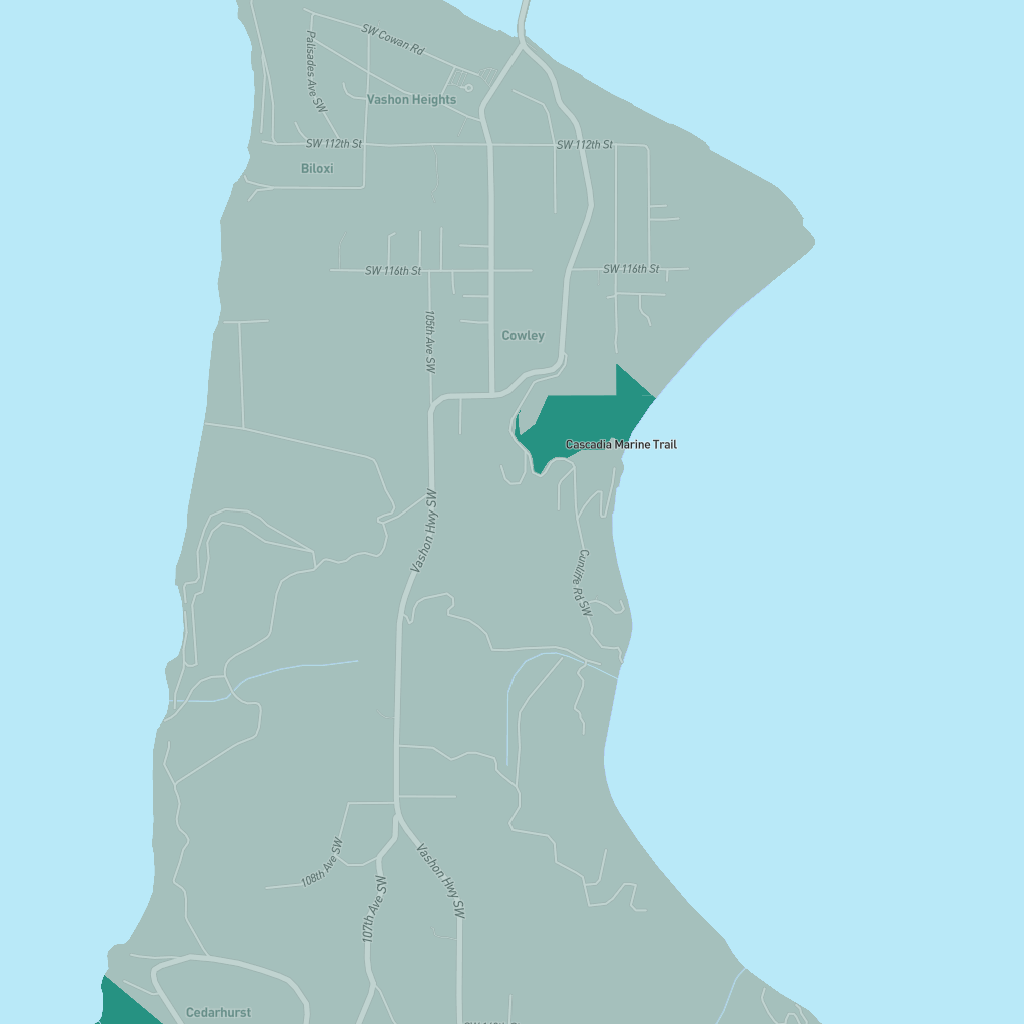 SW Cowan Rd
Palisades Ave SW
Vashon Heights
SW 112th St
SW 112th St
Biloxi
SW 116th St
SW 116th St
105th Ave SW
Cowley
Cascadia Marine Trail
Vashon Hwy SW
Cunliffe Rd SW
108th Ave SW
Vashon Hwy SW
107th Ave SW
Cedarhurst